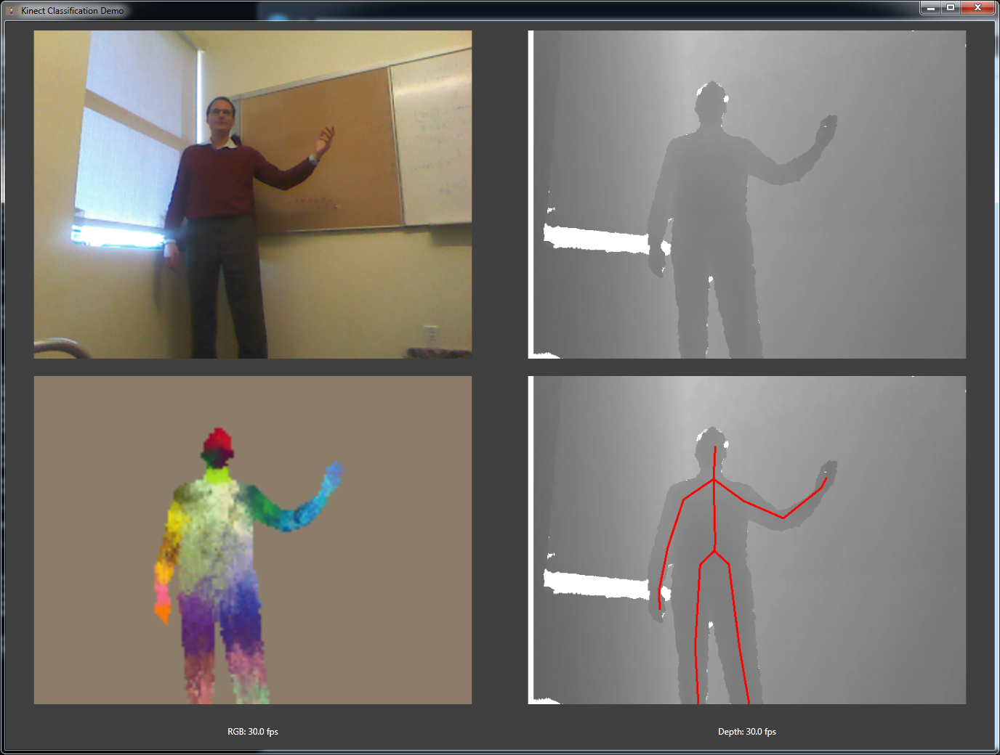 Kinect Classification Demo
RGB: 30.0 fps
Depth: 30.0 fps